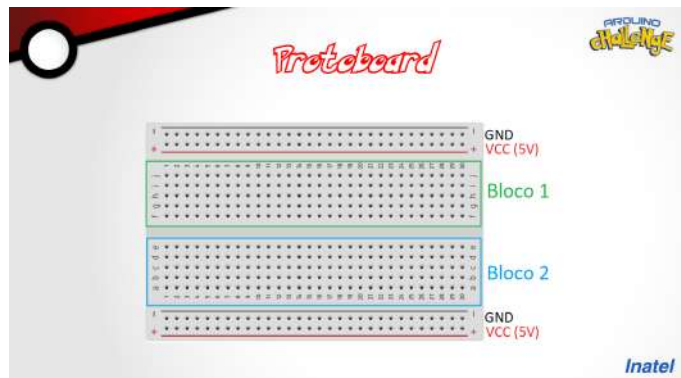 ARDUINO
CHALLENGE
Protoboard
GND
VCC (5V)
Bloco 1
Bloco 2
GND
VCC (5V)
Inatel